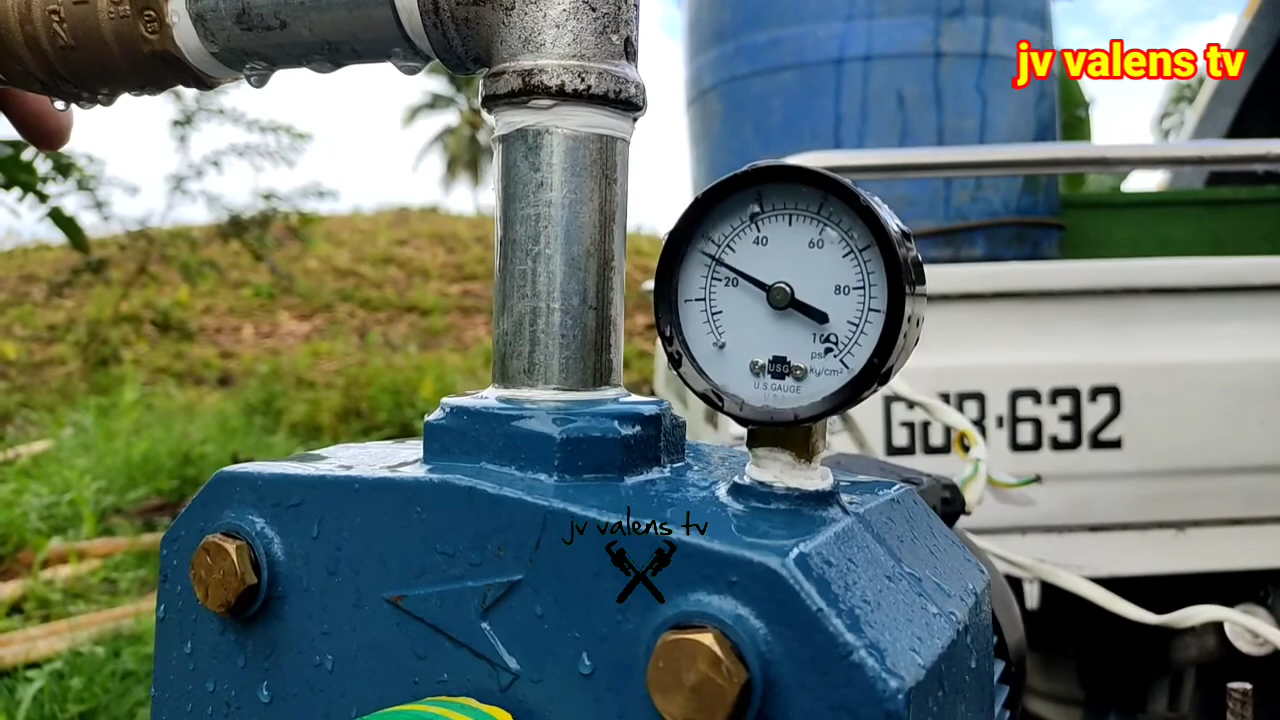 jv valens tv
40
60
20
80
psi
kg/cm²
USG
U.S. GAUGE
GJB·632
jv valens tv